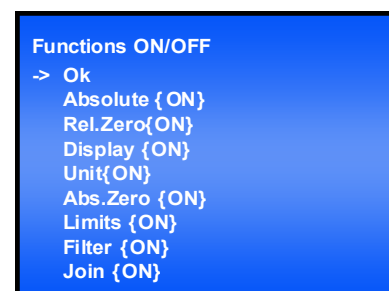 Functions ON/OFF
-> Ok
Absolute {ON}
Rel.Zero{ON}
Display {ON}
Unit{ON}
Abs.Zero {ON}
Limits {ON}
Filter {ON}
Join {ON}